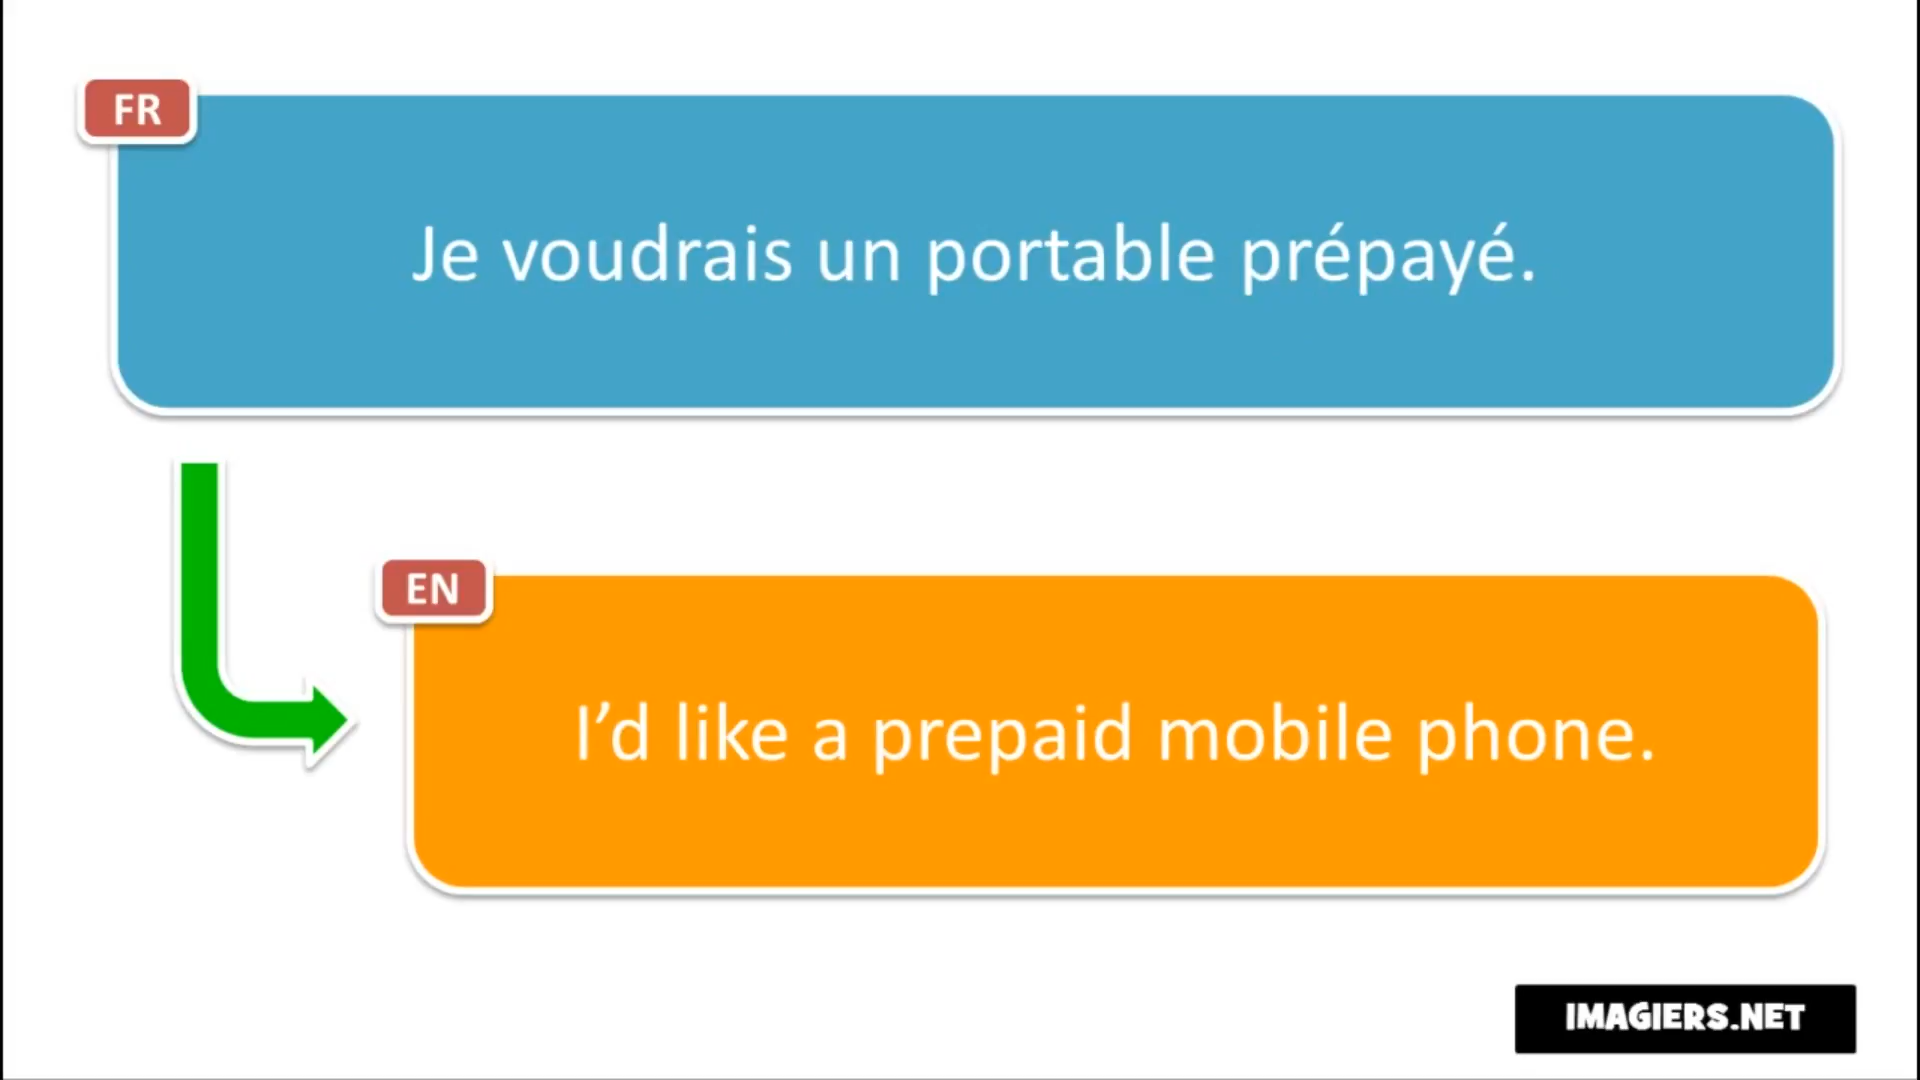 FR
Je voudrais un portable prépayé.
EN
I’d like a prepaid mobile phone.
IMAGIERS.NET